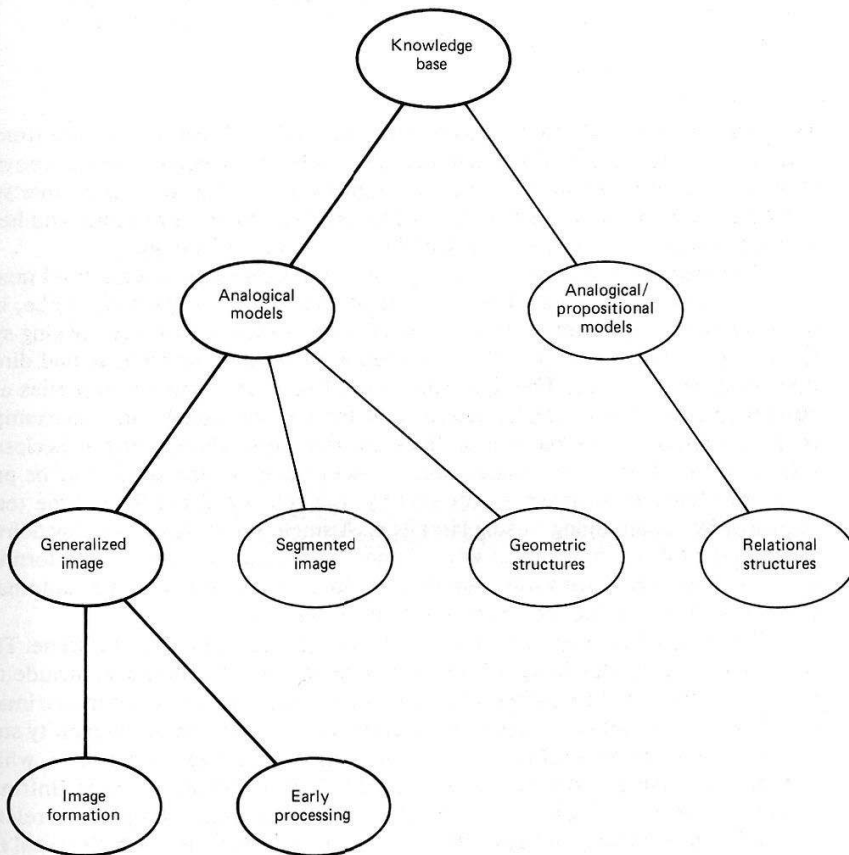 Knowledge
base
Analogical
models
Analogical/
propositional
models
Generalized
image
Segmented
image
Geometric
structures
Relational
structures
Image
formation
Early
processing